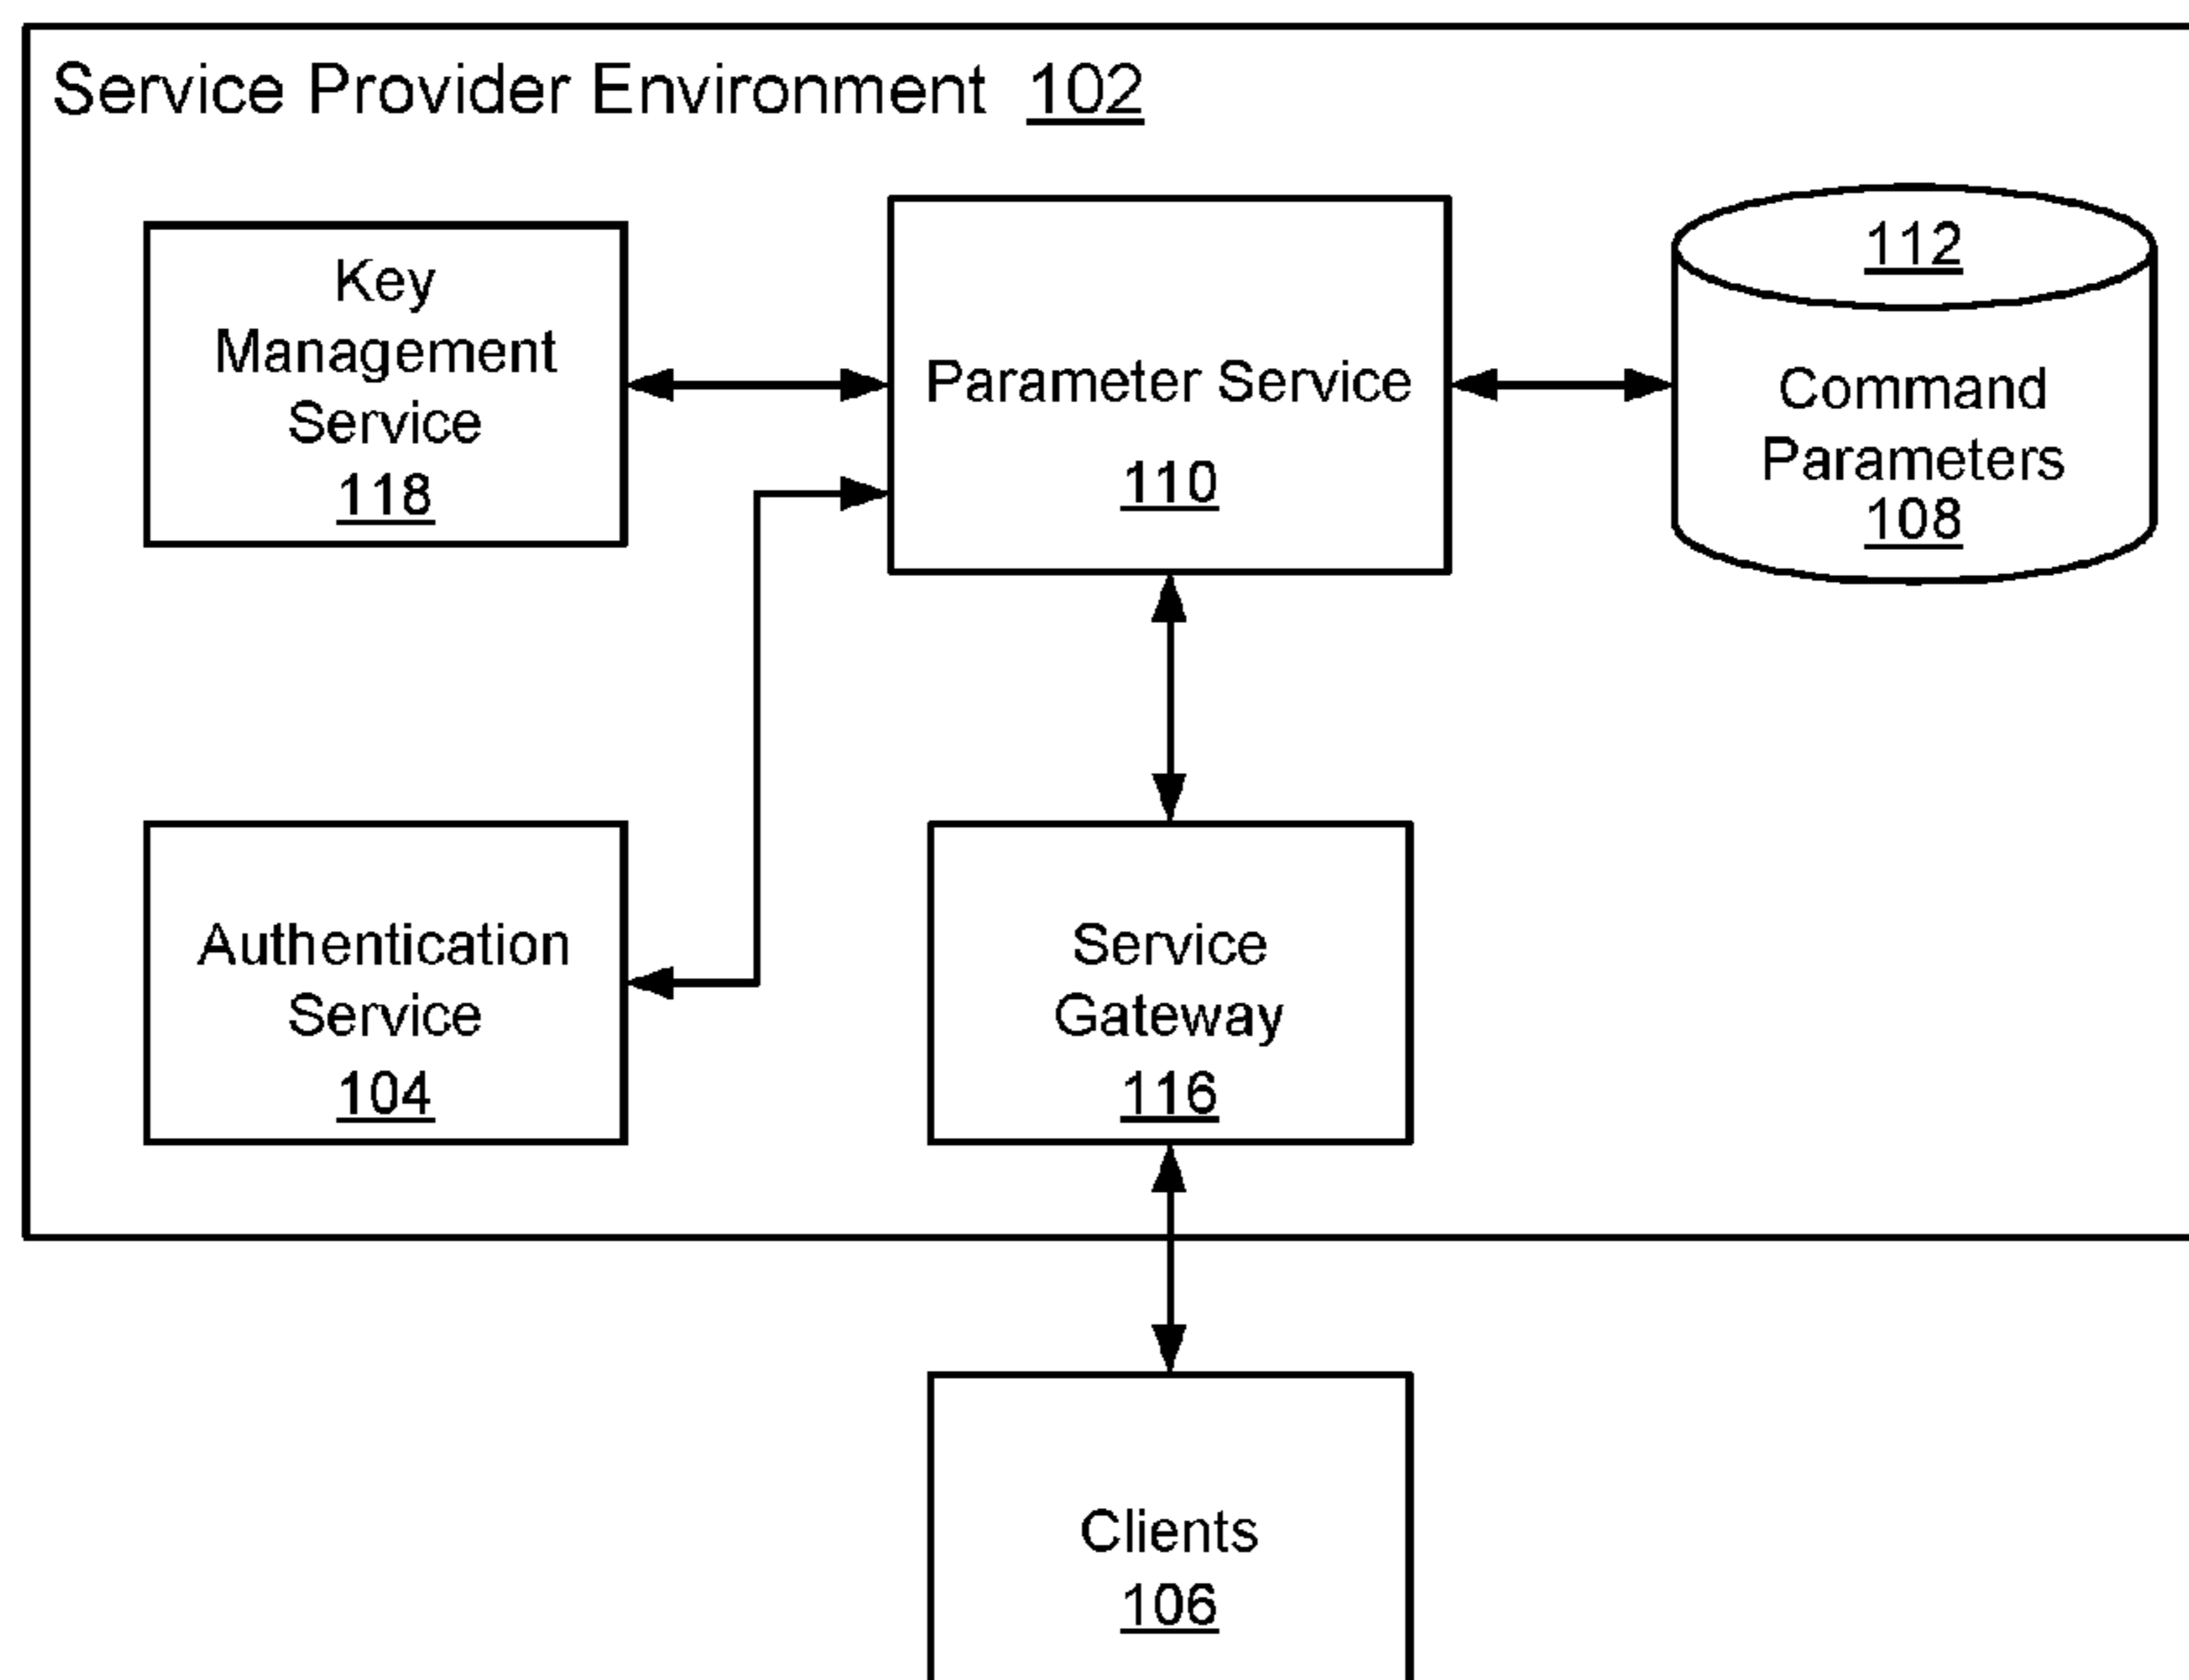 Service Provider Environment 102
Key
Management
Service
118
Parameter Service
110
112
Command
Parameters
108
Authentication
Service
104
Service
Gateway
116
Clients
106